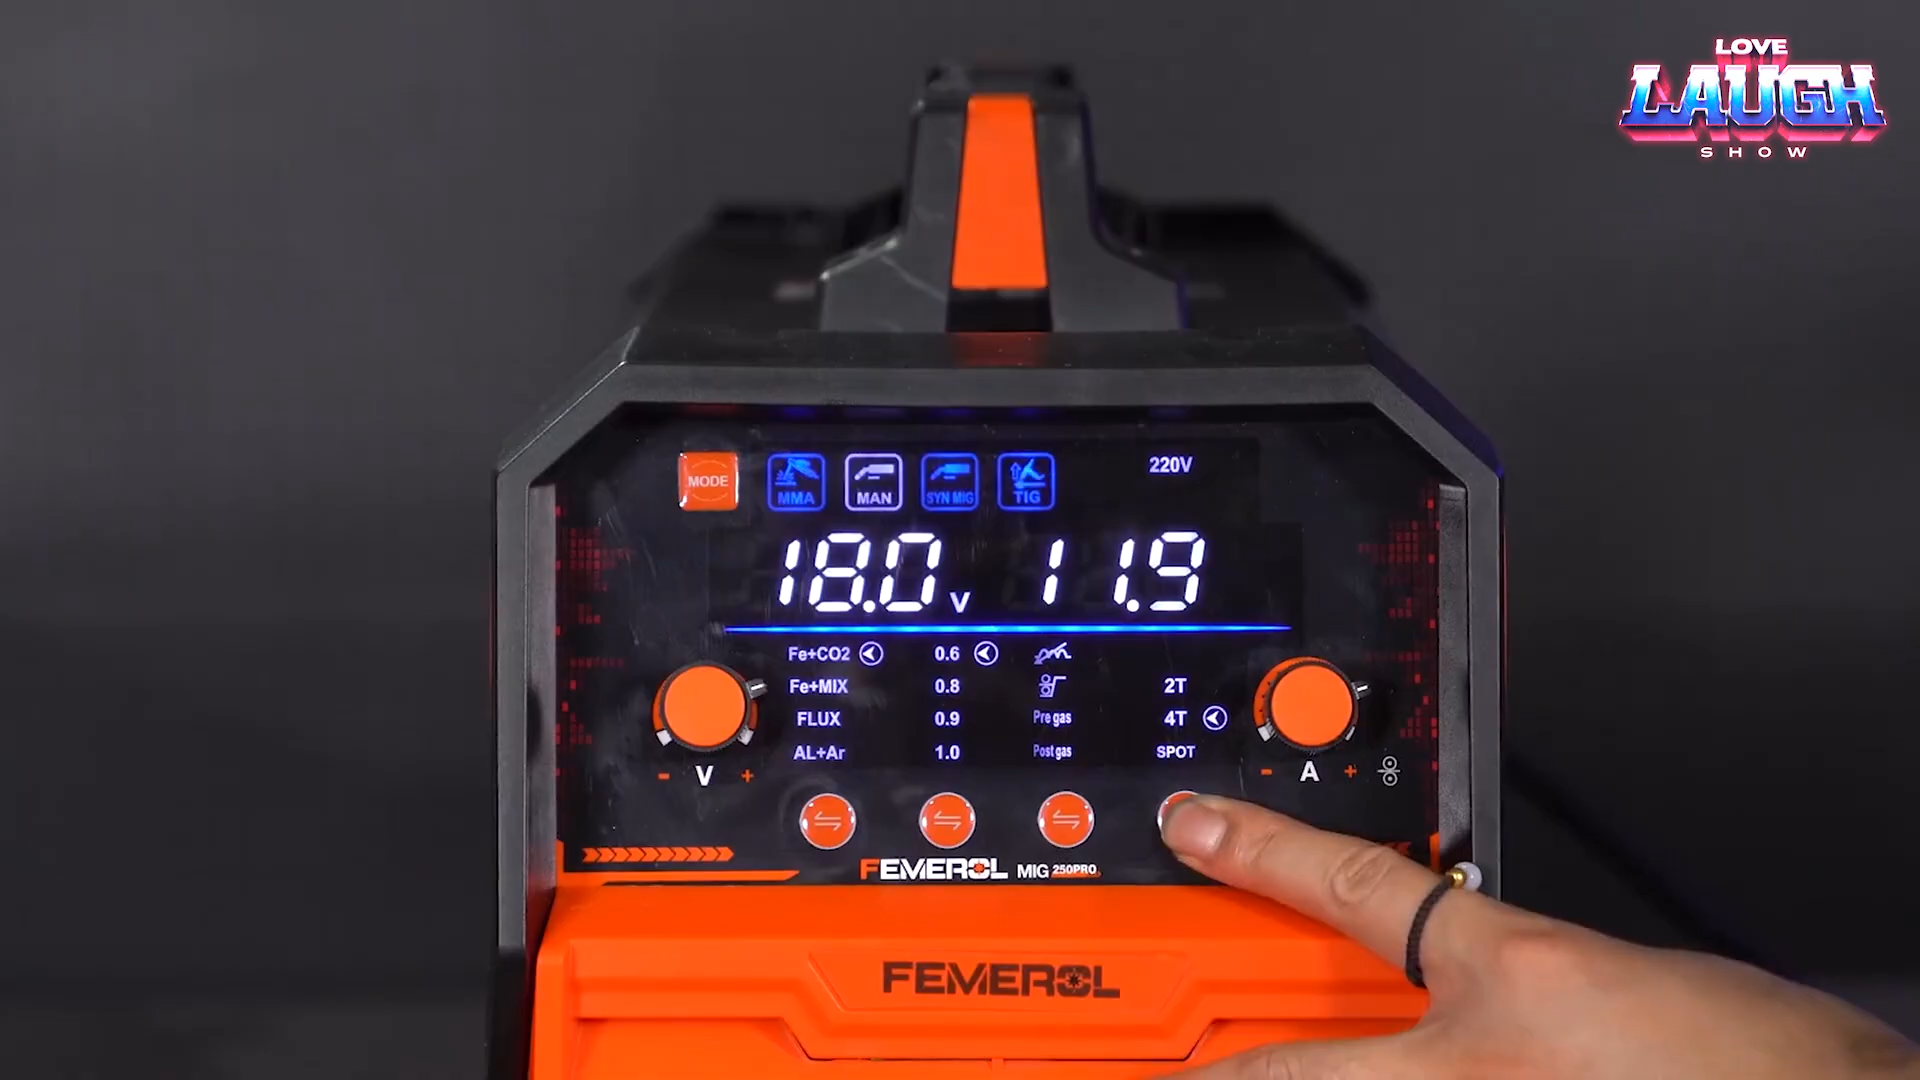 LOVE
LAUGH
SHOW
MODE
MMA
MAN
SYN MIG
TIG
220V
18.0 V
11.9
Fe+CO2 0.6
Fe+MIX 0.8 2T
FLUX 0.9 Pre gas 4T
AL+Ar 1.0 Post gas SPOT
- V +
- A +
FEMEROL MIG 250PRO
FEMEROL